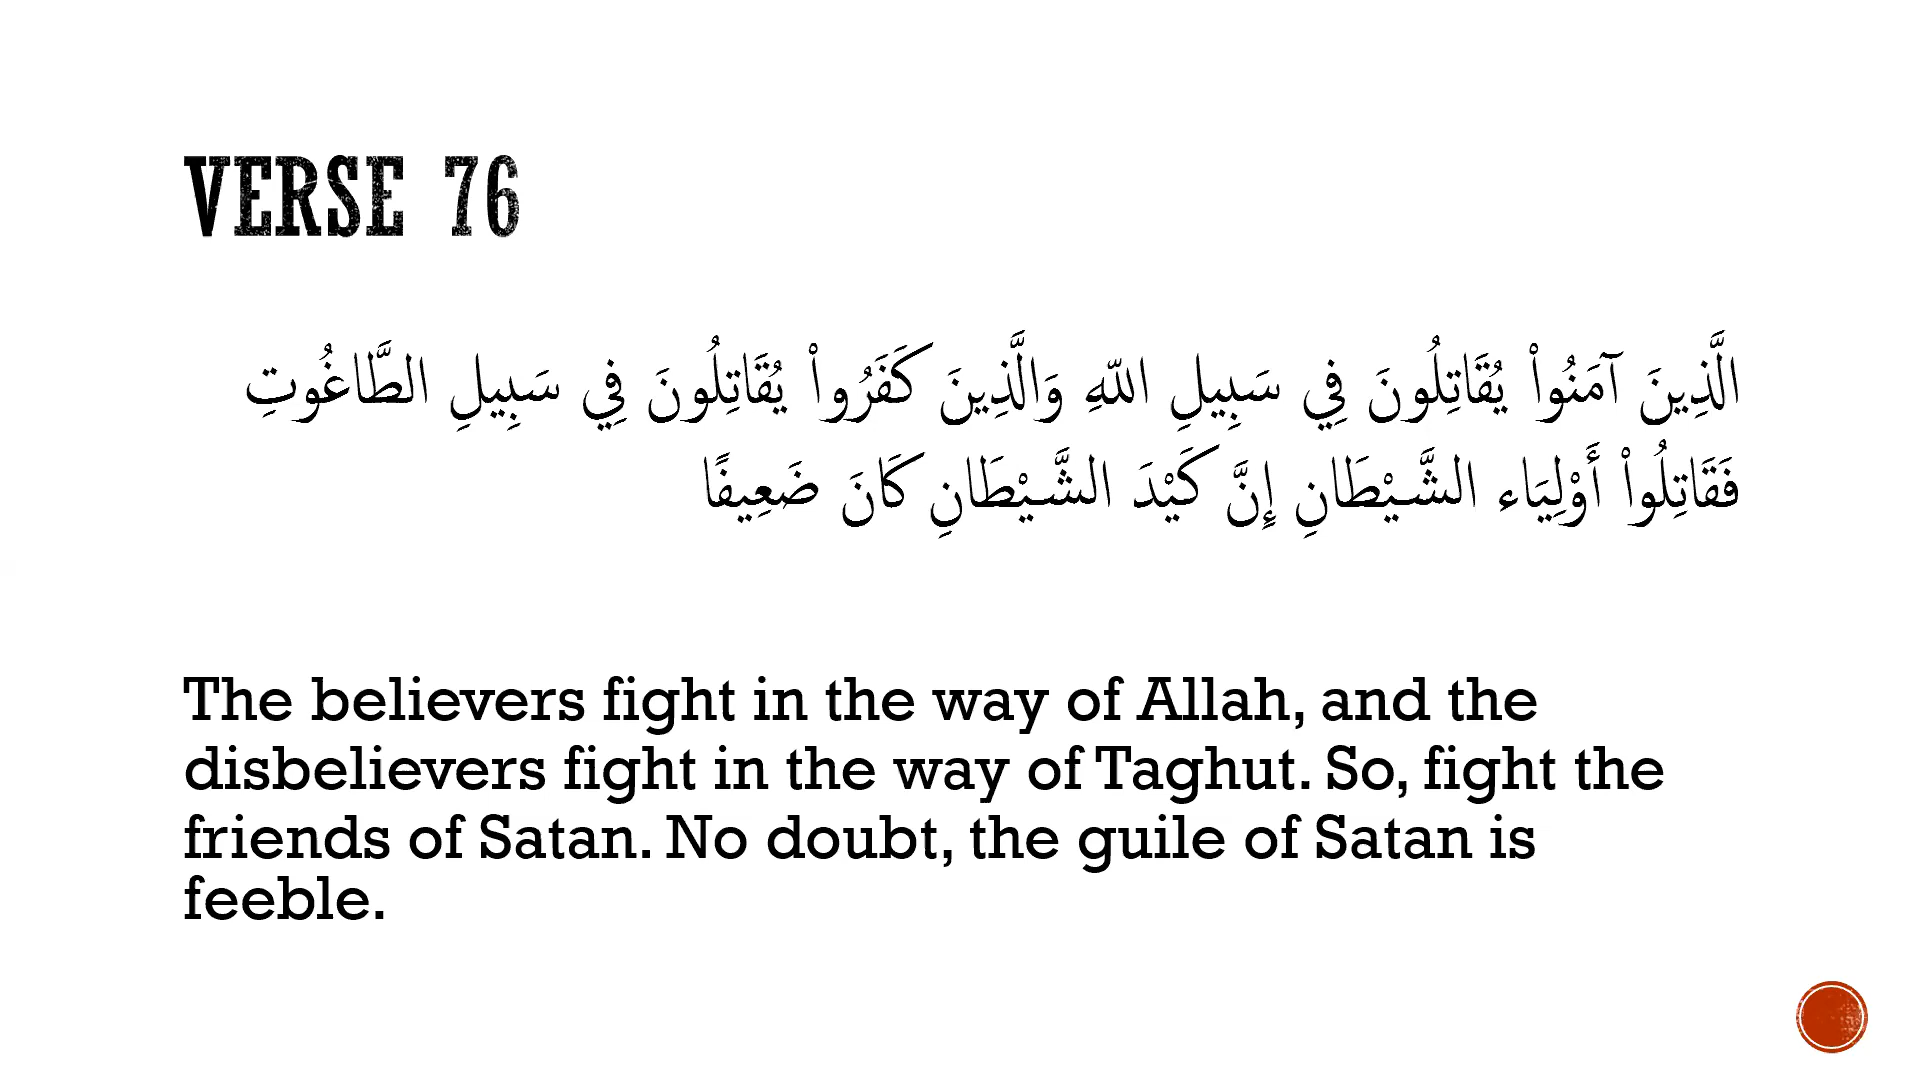 VERSE 76
الَّذِينَ آمَنُواْ يُقَاتِلُونَ فِي سَبِيلِ اللّهِ وَالَّذِينَ كَفَرُواْ يُقَاتِلُونَ فِي سَبِيلِ الطَّاغُوتِ
فَقَاتِلُواْ أَوْلِيَاء الشَّيْطَانِ إِنَّ كَيْدَ الشَّيْطَانِ كَانَ ضَعِيفًا
The believers fight in the way of Allah, and the
disbelievers fight in the way of Taghut. So, fight the
friends of Satan. No doubt, the guile of Satan is
feeble.